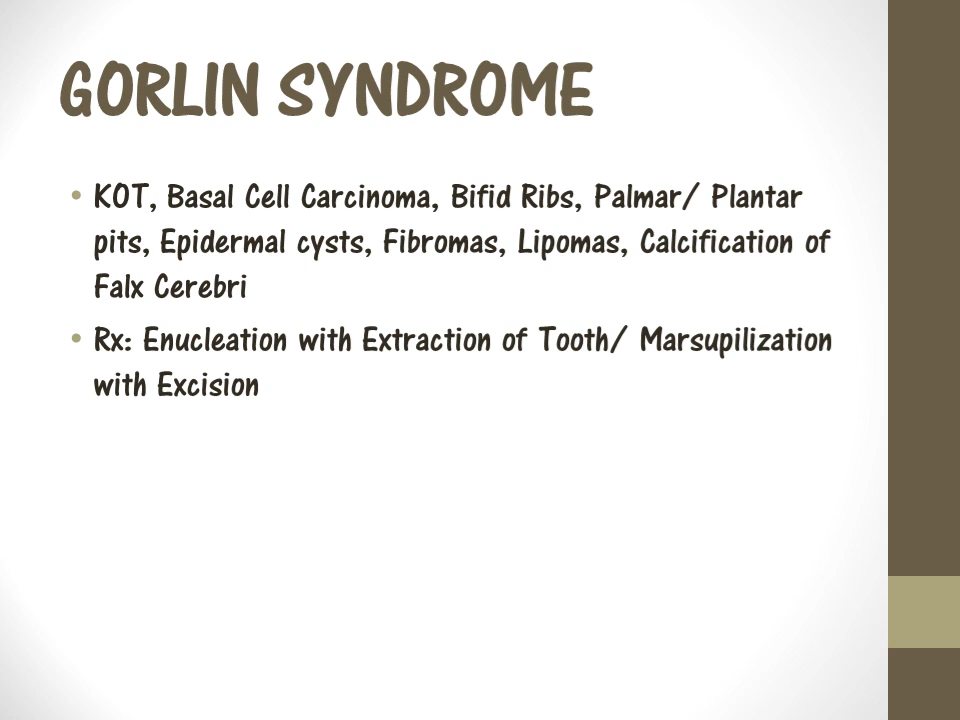 GORLIN SYNDROME
• KOT, Basal Cell Carcinoma, Bifid Ribs, Palmar/ Plantar
pits, Epidermal cysts, Fibromas, Lipomas, Calcification of
Falx Cerebri
• Rx: Enucleation with Extraction of Tooth/ Marsupilization
with Excision